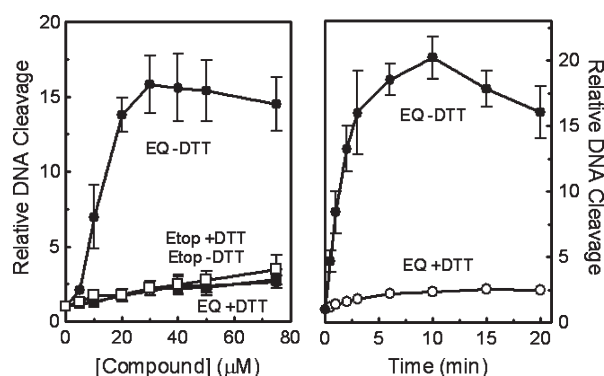 Relative DNA Cleavage
20
15
10
5
0
EQ -DTT
Etop +DTT
Etop -DTT
EQ +DTT
0 20 40 60 80
[Compound] (μM)
EQ -DTT
EQ +DTT
0 5 10 15 20
Time (min)
20
15
10
5
0
Relative DNA Cleavage